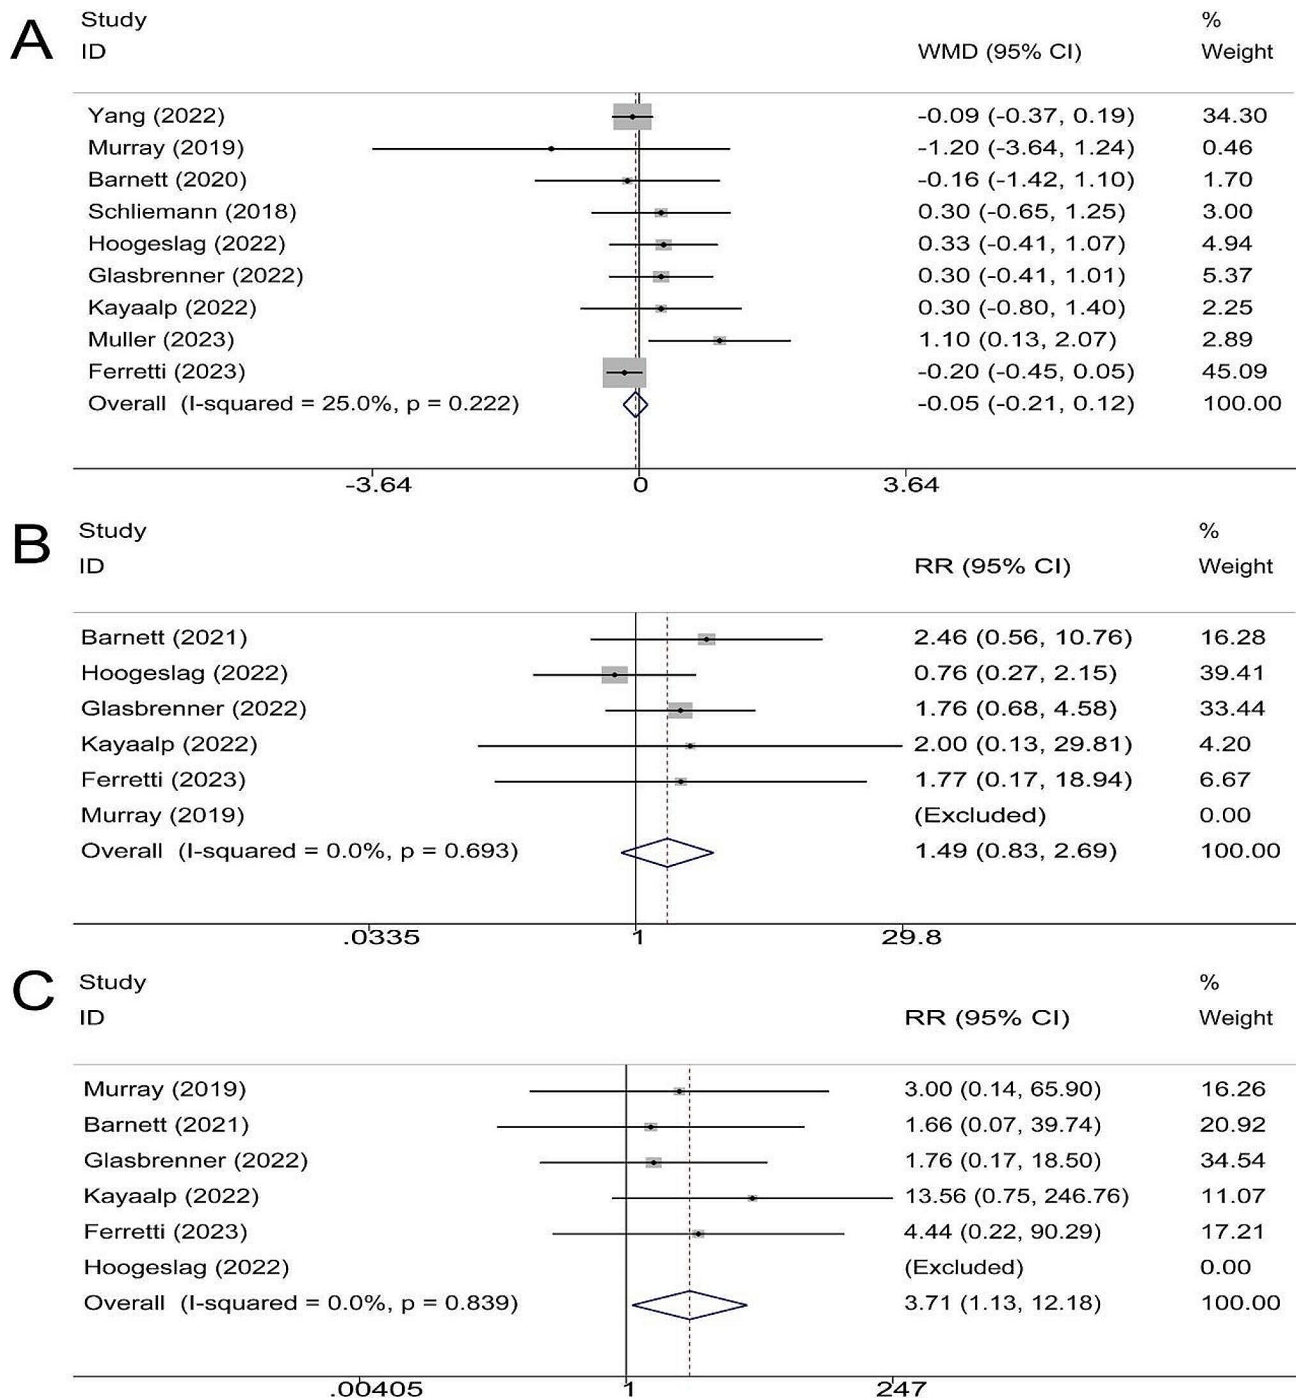 A
Study %
ID WMD (95% CI) Weight
Yang (2022) -0.09 (-0.37, 0.19) 34.30
Murray (2019) -1.20 (-3.64, 1.24) 0.46
Barnett (2020) -0.16 (-1.42, 1.10) 1.70
Schliemann (2018) 0.30 (-0.65, 1.25) 3.00
Hoogeslag (2022) 0.33 (-0.41, 1.07) 4.94
Glasbrenner (2022) 0.30 (-0.41, 1.01) 5.37
Kayaalp (2022) 0.30 (-0.80, 1.40) 2.25
Muller (2023) 1.10 (0.13, 2.07) 2.89
Ferretti (2023) -0.20 (-0.45, 0.05) 45.09
Overall (I-squared = 25.0%, p = 0.222) -0.05 (-0.21, 0.12) 100.00
-3.64 0 3.64
B
Study %
ID RR (95% CI) Weight
Barnett (2021) 2.46 (0.56, 10.76) 16.28
Hoogeslag (2022) 0.76 (0.27, 2.15) 39.41
Glasbrenner (2022) 1.76 (0.68, 4.58) 33.44
Kayaalp (2022) 2.00 (0.13, 29.81) 4.20
Ferretti (2023) 1.77 (0.17, 18.94) 6.67
Murray (2019) (Excluded) 0.00
Overall (I-squared = 0.0%, p = 0.693) 1.49 (0.83, 2.69) 100.00
.0335 1 29.8
C
Study %
ID RR (95% CI) Weight
Murray (2019) 3.00 (0.14, 65.90) 16.26
Barnett (2021) 1.66 (0.07, 39.74) 20.92
Glasbrenner (2022) 1.76 (0.17, 18.50) 34.54
Kayaalp (2022) 13.56 (0.75, 246.76) 11.07
Ferretti (2023) 4.44 (0.22, 90.29) 17.21
Hoogeslag (2022) (Excluded) 0.00
Overall (I-squared = 0.0%, p = 0.839) 3.71 (1.13, 12.18) 100.00
.00405 1 247